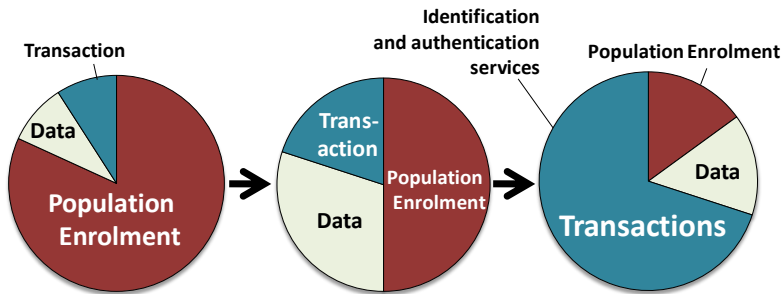 Transaction
Data
Population
Enrolment
Trans-
action
Data
Population
Enrolment
Identification
and authentication
services
Population Enrolment
Data
Transactions